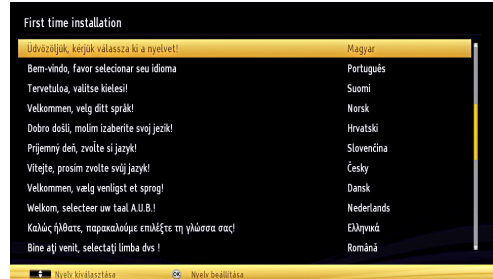 First time installation
Üdvözöljük, kérjük válassza ki a nyelvet! Magyar
Bem-vindo, favor selecionar seu idioma Português
Tervetuloa, valitse kielesi! Suomi
Velkommen, velg ditt språk! Norsk
Dobro došli, molim izaberite svoj jezik! Hrvatski
Príjemný deň, zvoľte si jazyk! Slovenčina
Vítejte, prosím zvolte svůj jazyk! Česky
Velkommen, vælg venligst et sprog! Dansk
Welkom, selecteer uw taal A.U.B.! Nederlands
Καλώς ήλθατε, παρακαλούμε επιλέξτε τη γλώσσα σας! Ελληνικά
Bine aţi venit, selectaţi limba dvs ! Română
Nyelv kiválasztása OK Nyelv beállítása